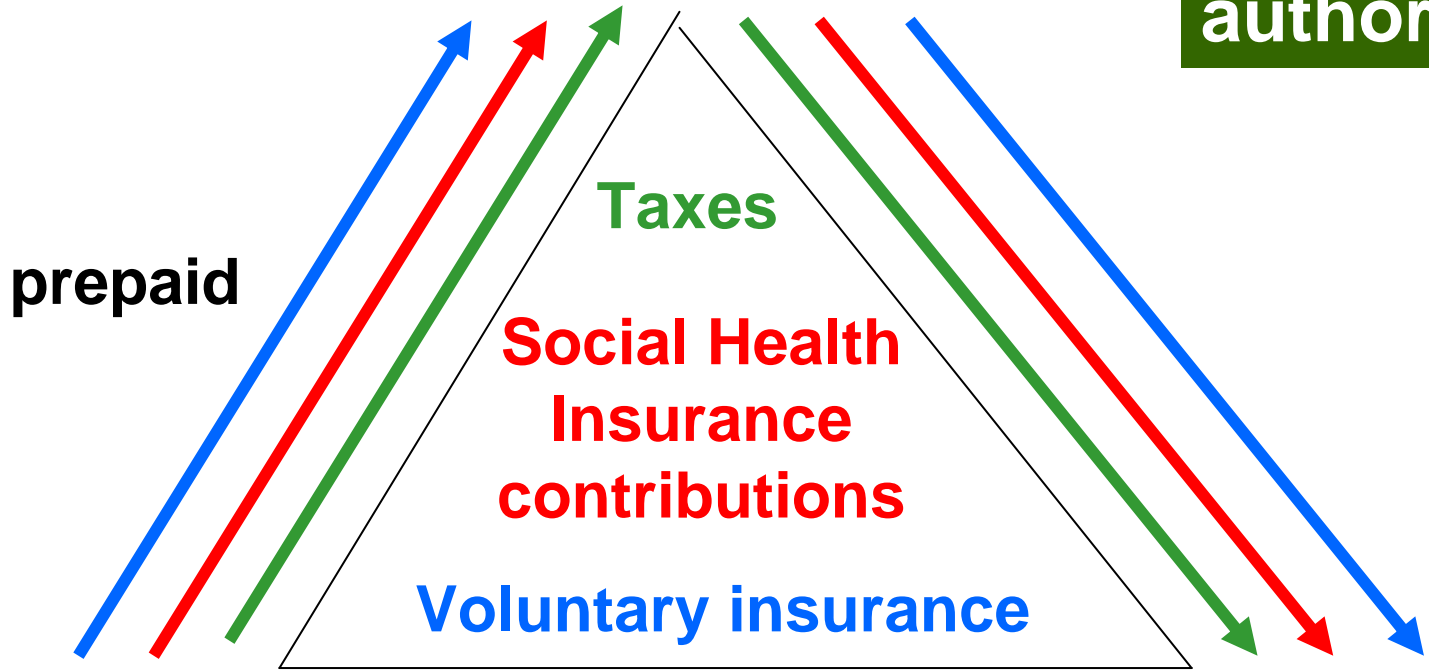 author
Taxes
prepaid
Social Health
Insurance
contributions
Voluntary insurance